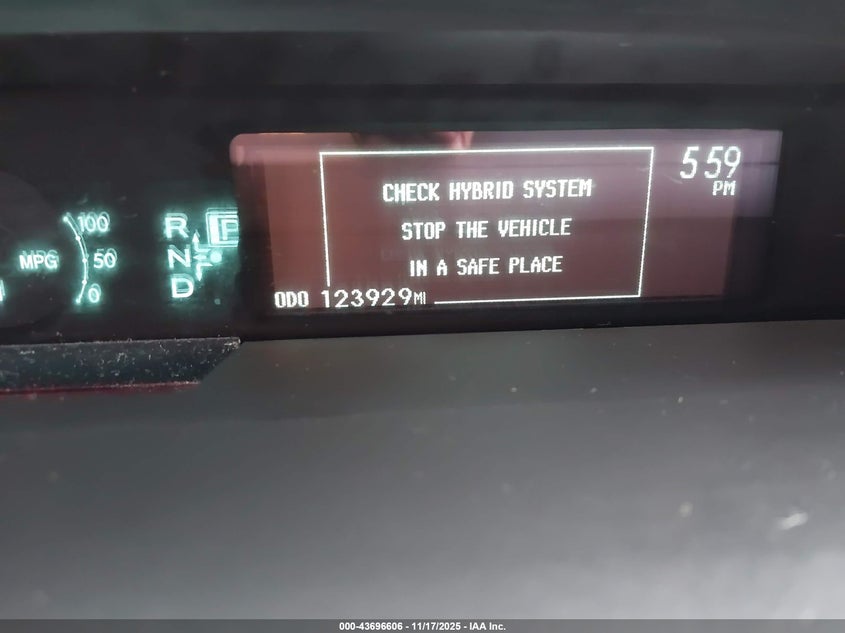 100
MPG
50
0
R
P
N
D
CHECK HYBRID SYSTEM
STOP THE VEHICLE
IN A SAFE PLACE
5 59
PM
ODO 123929MI
000-43696606 - 11/17/2025 - IAA Inc.